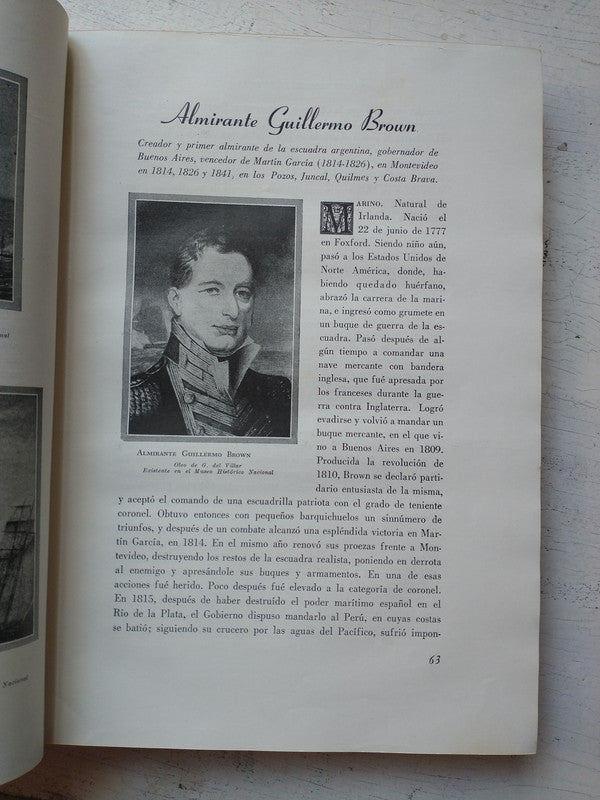 Almirante Guillermo Brown
Creador y primer almirante de la escuadra argentina, gobernador de
Buenos Aires, vencedor de Martín García (1814-1826), en Montevideo
en 1814, 1826 y 1841, en los Pozos, Juncal, Quilmes y Costa Brava.
MARINO. Natural de
Irlanda. Nació el
22 de junio de 1777
en Foxford. Siendo niño aún,
pasó a los Estados Unidos de
Norte América, donde, ha-
biendo quedado huérfano,
abrazó la carrera de la mari-
na, e ingresó como grumete en
un buque de guerra de la es-
cuadra. Pasó después de al-
gún tiempo a comandar una
nave mercante con bandera
inglesa, que fué apresada por
los franceses durante la gue-
rra contra Inglaterra. Logró
evadirse y volvió a mandar un
buque mercante, en el que vi-
no a Buenos Aires en 1809.
Producida la revolución de
1810, Brown se declaró parti-
dario entusiasta de la misma,
ALMIRANTE GUILLERMO BROWN
Oleo de G. del Villar
Existente en el Museo Histórico Nacional
y aceptó el comando de una escuadrilla patriota con el grado de teniente
coronel. Obtuvo entonces con pequeños barquichuelos un sinnúmero de
triunfos, y después de un combate alcanzó una espléndida victoria en Mar-
tín García, en 1814. En el mismo año renovó sus proezas frente a Mon-
tevideo, destruyendo los restos de la escuadra realista, poniendo en derrota
al enemigo y apresándole sus buques y armamentos. En una de esas
acciones fué herido. Poco después fué elevado a la categoría de coronel.
En 1815, después de haber destruído el poder marítimo español en el
Río de la Plata, el Gobierno dispuso mandarlo al Perú, en cuyas costas
se batió; siguiendo su crucero por las aguas del Pacífico, sufrió impon-
63
Nacional